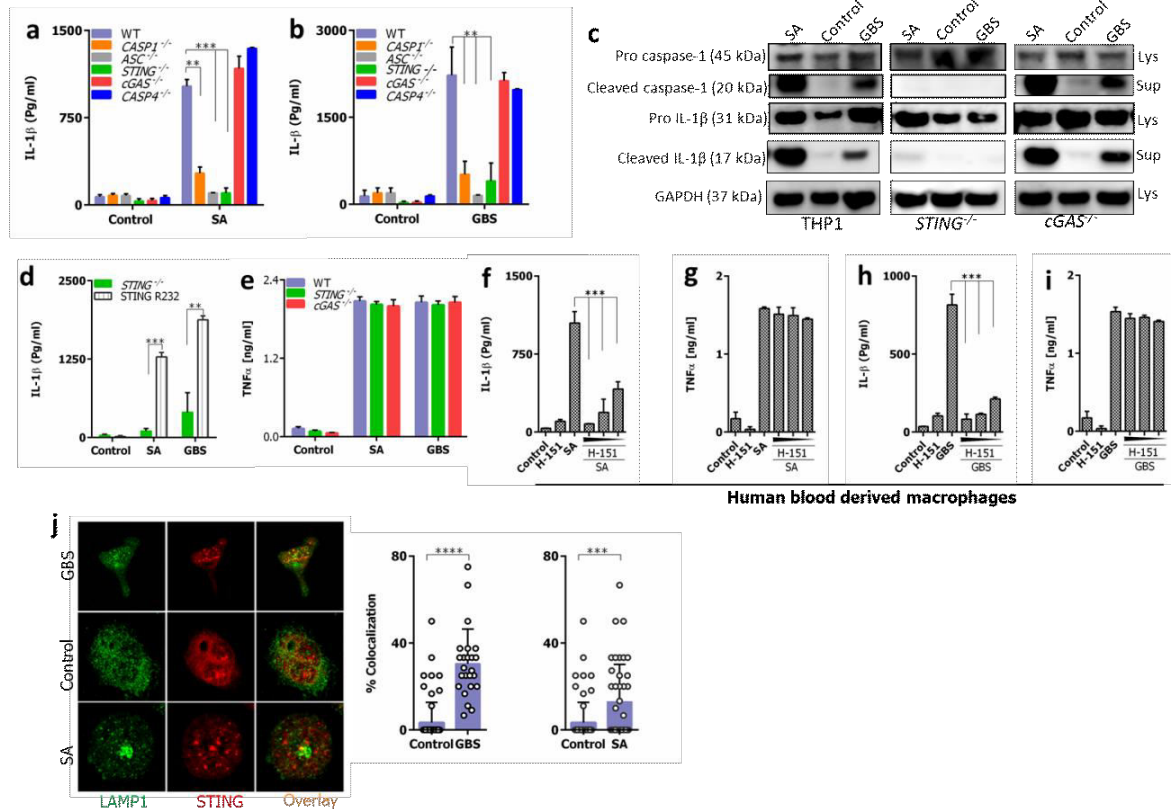 a
1500
750
0
IL-1β (Pg/ml)
WT
CASP1-/-
ASC-/-
STING-/-
cGAS-/-
CASP4-/-
***
**
Control
SA
b
3000
1500
0
IL-β (Pg/ml)
WT
CASP1-/-
ASC-/-
STING-/-
cGAS-/-
CASP4-/-
**
Control
GBS
c
SA
Control
GBS
SA
Control
GBS
SA
Control
GBS
Pro caspase-1 (45 kDa)
Lys
Cleaved caspase-1 (20 kDa)
Sup
Pro IL-1β (31 kDa)
Lys
Cleaved IL-1β (17 kDa)
Sup
GAPDH (37 kDa)
Lys
THP1
STING-/-
cGAS-/-
d
2500
1250
0
IL-1β (Pg/ml)
STING-/-
STING R232
***
**
Control
SA
GBS
e
2.4
1.2
0.0
TNFα [ng/ml]
WT
STING-/-
cGAS-/-
Control
SA
GBS
f
1500
750
0
IL-1β (Pg/ml)
***
Control
H-151
SA
H-151
SA
g
2
1
0
TNFα [ng/ml]
Control
H-151
SA
H-151
SA
h
1000
500
0
IL-β (Pg/ml)
***
Control
H-151
GBS
H-151
GBS
i
2
1
0
TNFα [ng/ml]
Control
H-151
GBS
H-151
GBS
Human blood derived macrophages
j
GBS
Control
SA
LAMP1
STING
Overlay
80
40
0
% Colocalization
****
Control
GBS
80
40
0
***
Control
SA